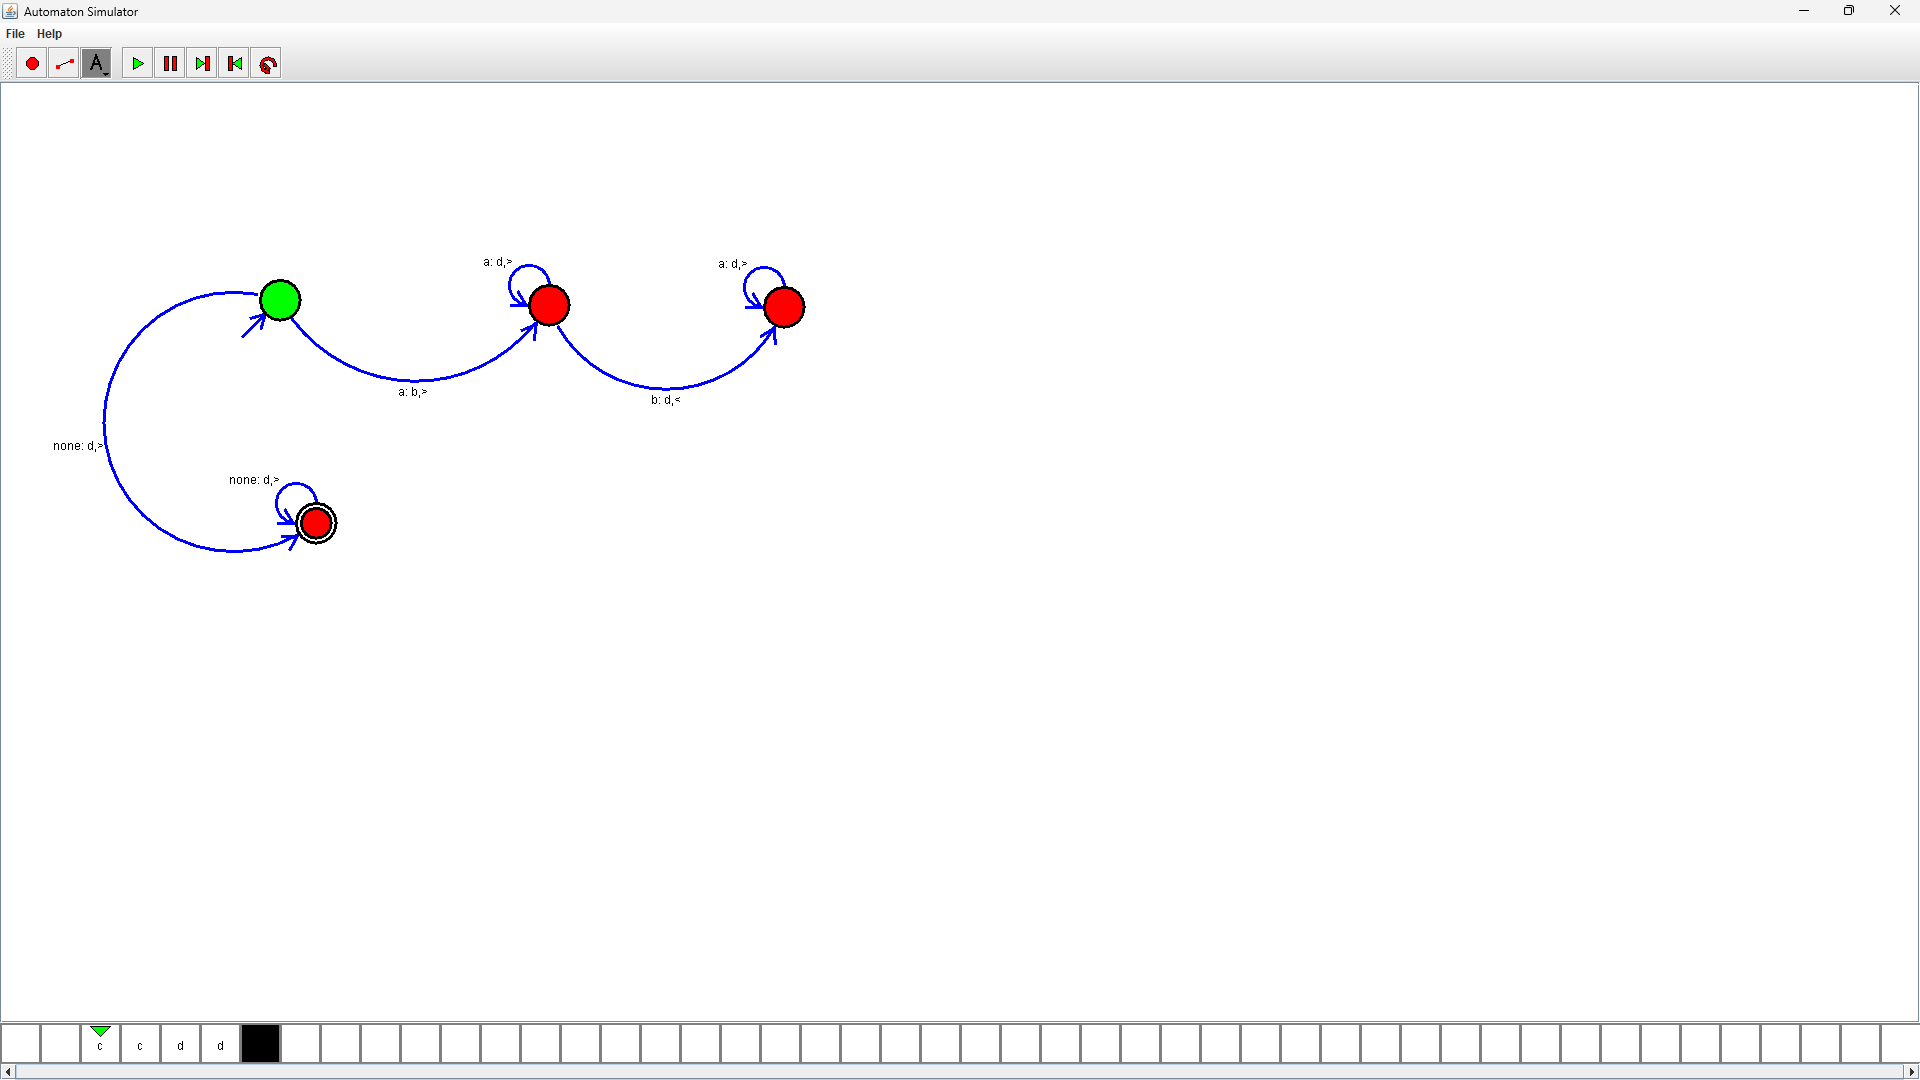 Automaton Simulator
File Help
A
a: d,>
a: d,>
a: b,>
b: d,<
none: d,>
none: d,>
c c d d